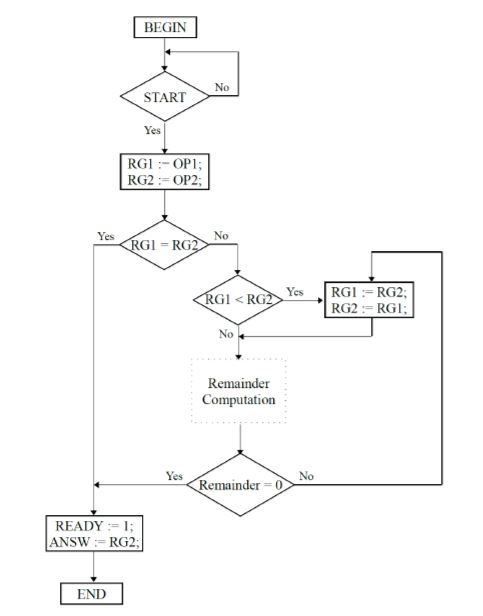 BEGIN
No
START
Yes
RG1 := OP1;
RG2 := OP2;
Yes
No
RG1 = RG2
RG1 < RG2
Yes
RG1 := RG2;
RG2 := RG1;
No
Remainder
Computation
Yes
No
Remainder = 0
READY := 1;
ANSW := RG2;
END